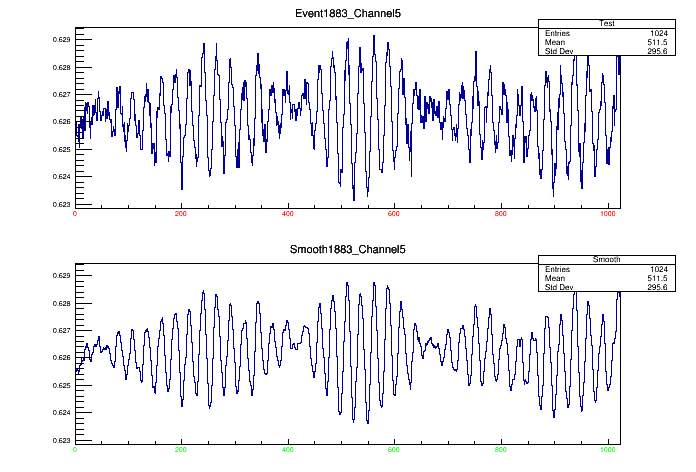 Event1883_Channel5
Test
Entries 1024
Mean 511.5
Std Dev 295.6
0.629
0.628
0.627
0.626
0.625
0.624
0.623
0 200 400 600 800 1000
Smooth1883_Channel5
Smooth
Entries 1024
Mean 511.5
Std Dev 295.6
0.629
0.628
0.627
0.626
0.625
0.624
0.623
0 200 400 600 800 1000